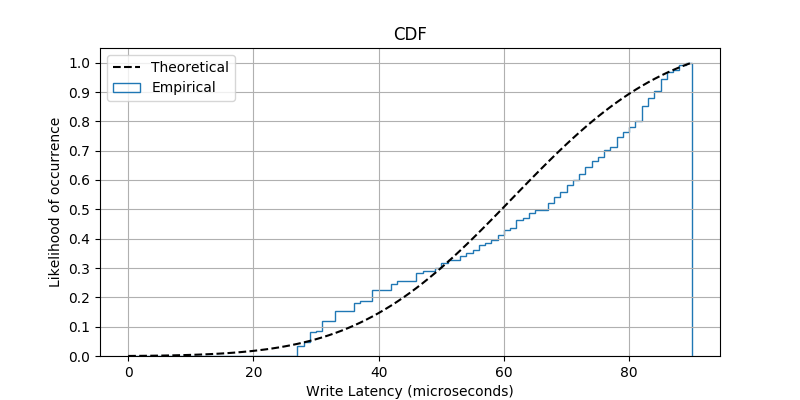 CDF
Theoretical
Empirical
Likelihood of occurrence
1.0
0.9
0.8
0.7
0.6
0.5
0.4
0.3
0.2
0.1
0.0
0 20 40 60 80
Write Latency (microseconds)